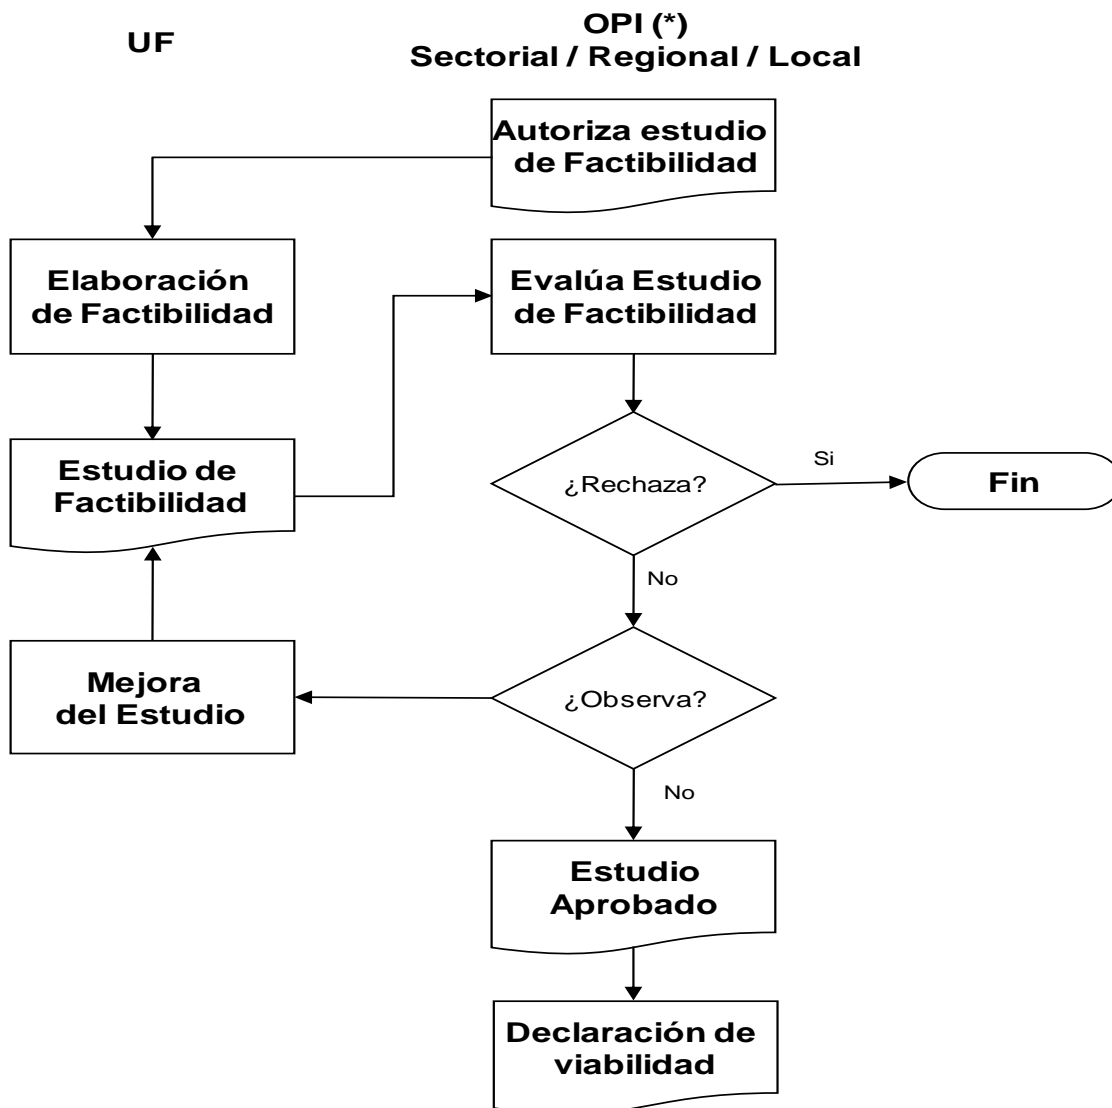 UF
OPI (*)
Sectorial / Regional / Local
Autoriza estudio
de Factibilidad
Elaboración
de Factibilidad
Evalúa Estudio
de Factibilidad
Estudio de
Factibilidad
¿Rechaza?
Si
Fin
No
Mejora
del Estudio
¿Observa?
No
Estudio
Aprobado
Declaración de
viabilidad